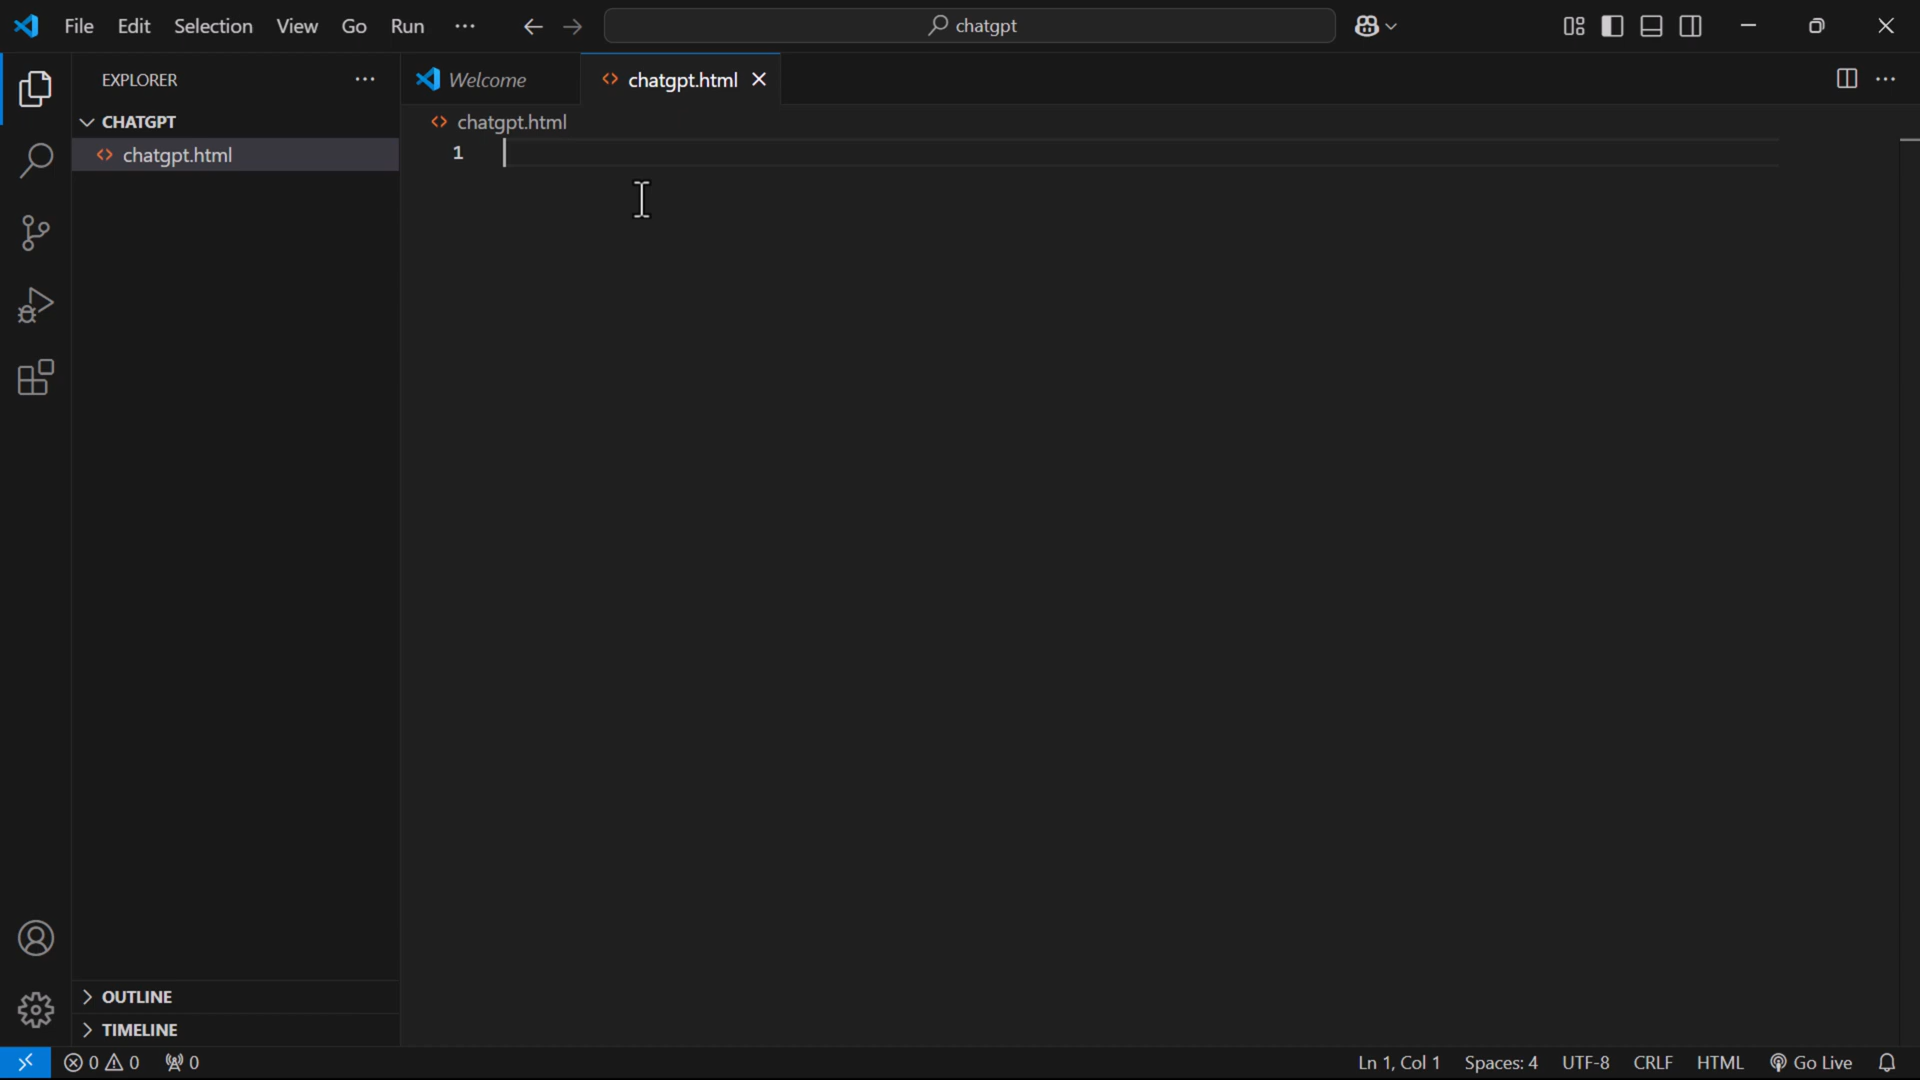 File Edit Selection View Go Run ··· chatgpt
EXPLORER ···
Welcome chatgpt.html
CHATGPT
chatgpt.html
chatgpt.html
1
OUTLINE
TIMELINE
0 0 0 Ln 1, Col 1 Spaces: 4 UTF-8 CRLF HTML Go Live